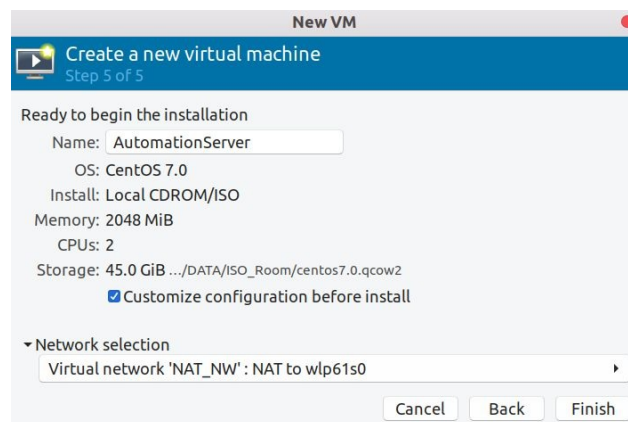 New VM
Create a new virtual machine
Step 5 of 5
Ready to begin the installation
Name: AutomationServer
OS: CentOS 7.0
Install: Local CDROM/ISO
Memory: 2048 MiB
CPUs: 2
Storage: 45.0 GiB .../DATA/ISO_Room/centos7.0.qcow2
Customize configuration before install
Network selection
Virtual network 'NAT_NW' : NAT to wlp61s0
Cancel Back Finish